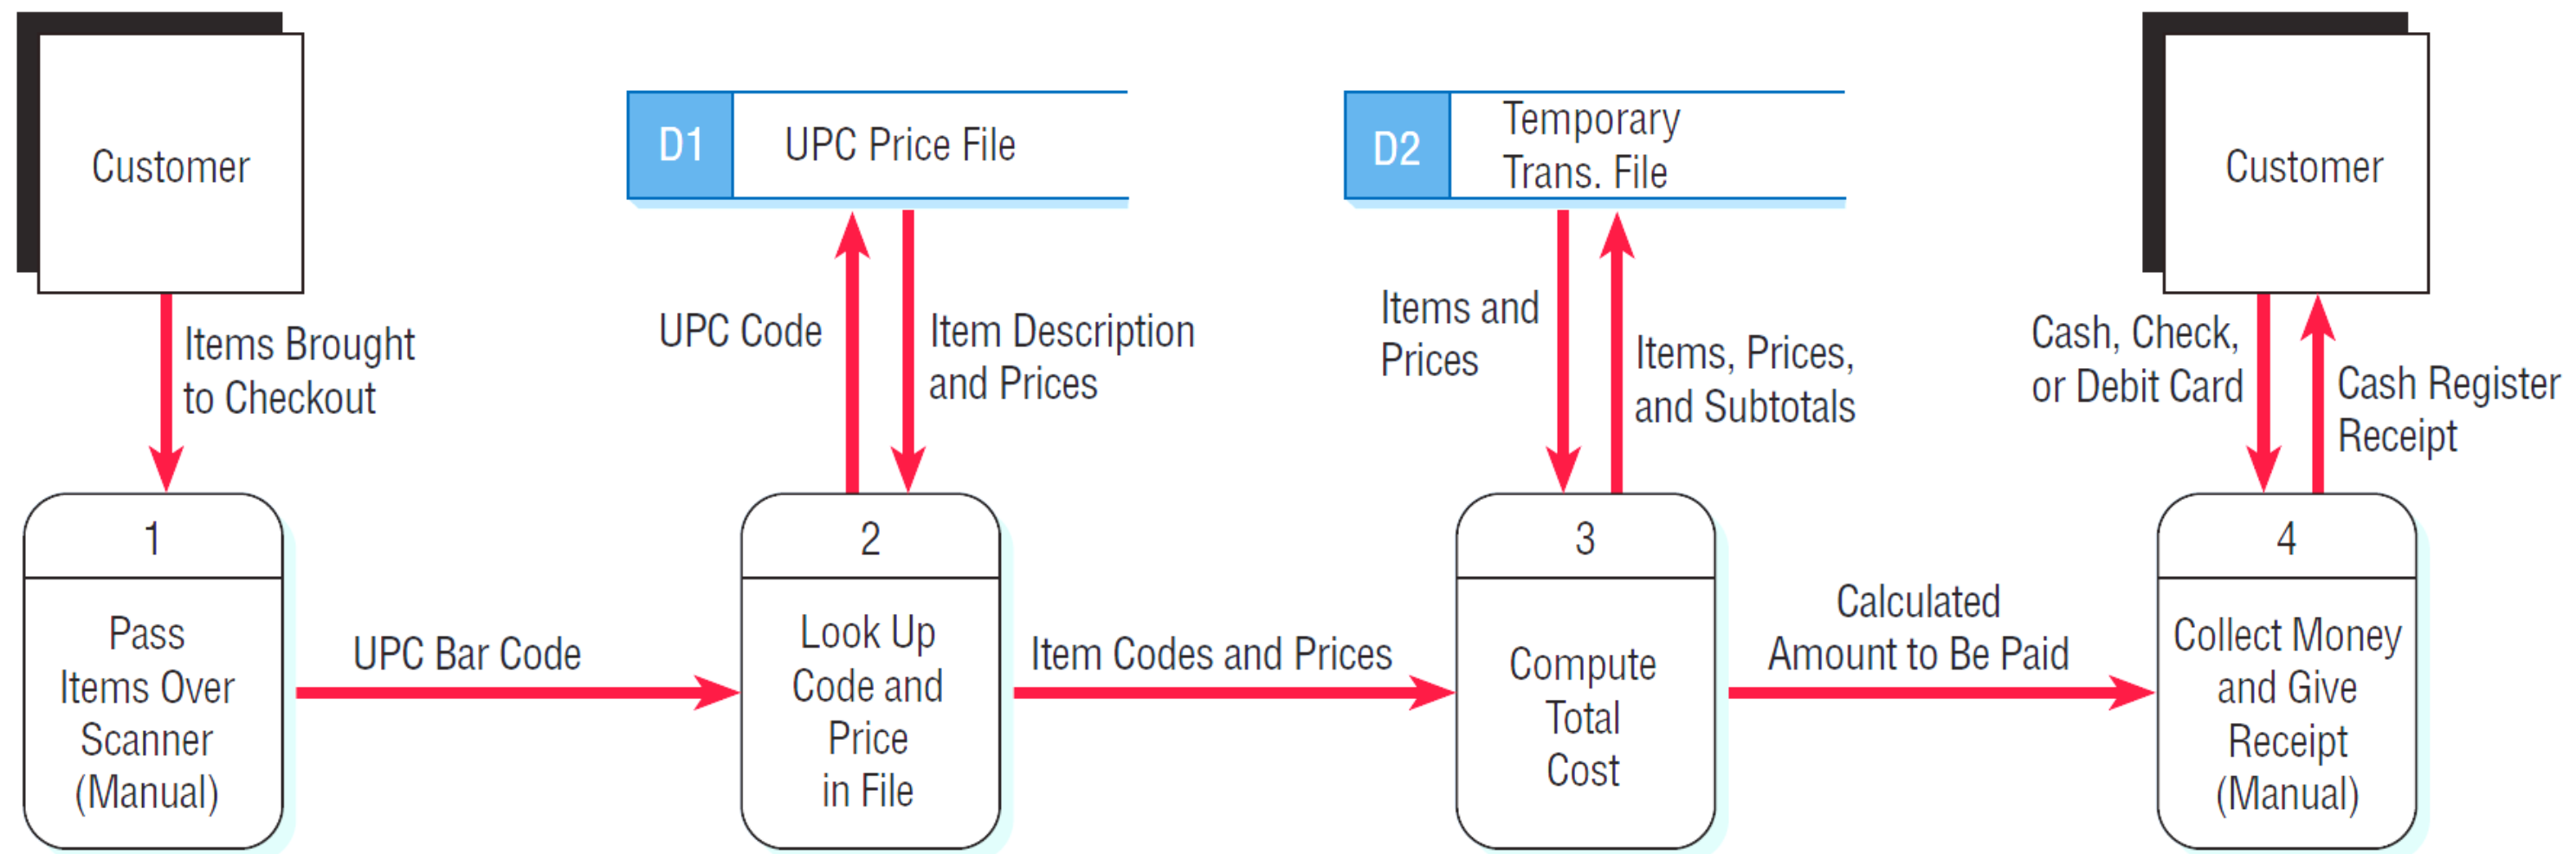 Customer
D1
UPC Price File
D2
Temporary
Trans. File
Customer
Items Brought
to Checkout
UPC Code
Item Description
and Prices
Items and
Prices
Items, Prices,
and Subtotals
Cash, Check,
or Debit Card
Cash Register
Receipt
1
Pass
Items Over
Scanner
(Manual)
UPC Bar Code
2
Look Up
Code and
Price
in File
Item Codes and Prices
3
Compute
Total
Cost
Calculated
Amount to Be Paid
4
Collect Money
and Give
Receipt
(Manual)